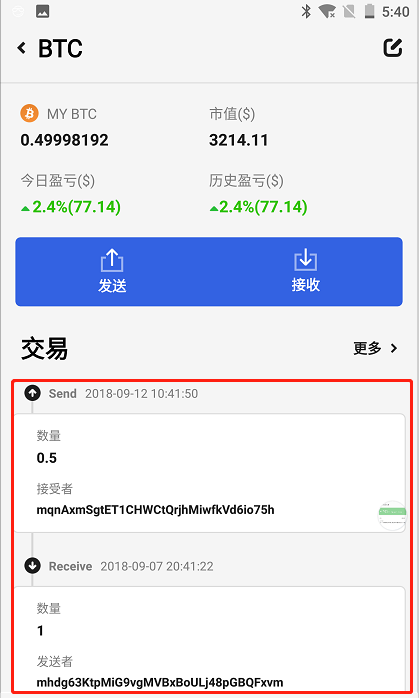 5:40
BTC
MY BTC
市值($)
0.49998192
3214.11
今日盈亏($)
历史盈亏($)
2.4%(77.14)
2.4%(77.14)
发送
接收
交易
更多
Send 2018-09-12 10:41:50
数量
0.5
接受者
mqnAxmSgtET1CHWCtQrjhMiwfkVd6io75h
Receive 2018-09-07 20:41:22
数量
1
发送者
mhdg63KtpMiG9vgMVBxBoULj48pGBQFxvm